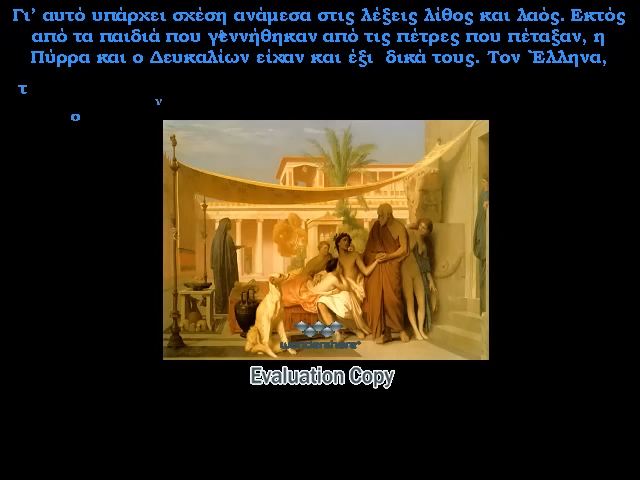 Γι’ αυτό υπάρχει σχέση ανάμεσα στις λέξεις λίθος και λαός. Εκτός
από τα παιδιά που γεννήθηκαν από τις πέτρες που πέταξαν, η
Πύρρα και ο Δευκαλίων είχαν και έξι δικά τους. Τον Έλληνα,
τ
ν
ο
wondershare
Evaluation Copy